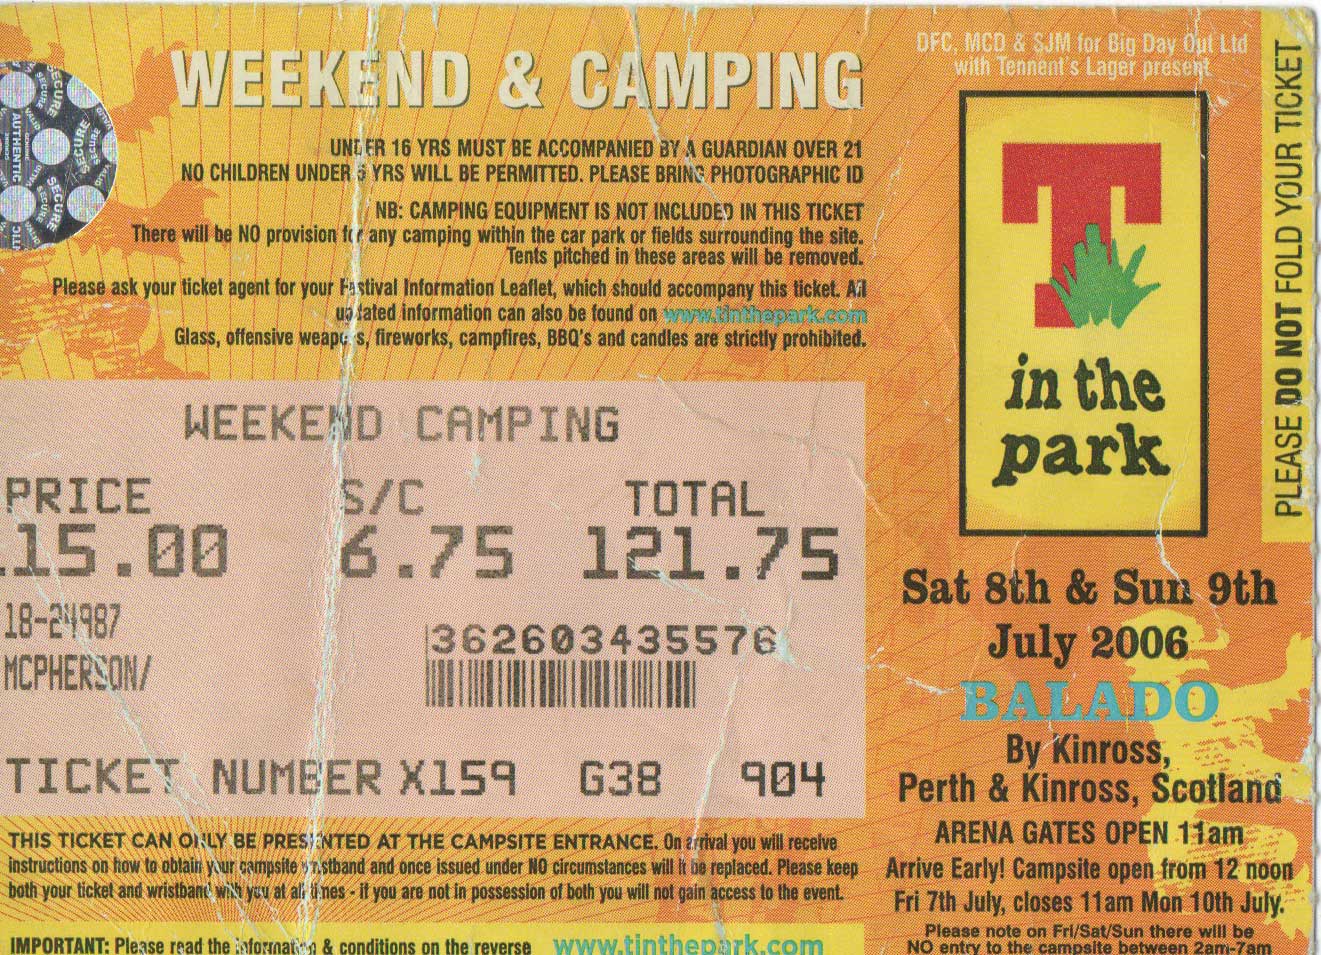 WEEKEND & CAMPING
UNDER 16 YRS MUST BE ACCOMPANIED BY A GUARDIAN OVER 21
NO CHILDREN UNDER 5 YRS WILL BE PERMITTED. PLEASE BRING PHOTOGRAPHIC ID
NB: CAMPING EQUIPMENT IS NOT INCLUDED IN THIS TICKET
There will be NO provision for any camping within the car park or fields surrounding the site.
Tents pitched in these areas will be removed.
Please ask your ticket agent for your Festival Information Leaflet, which should accompany this ticket. All
updated information can also be found on www.tinthepark.com
Glass, offensive weapons, fireworks, campfires, BBQ's and candles are strictly prohibited.
SECURE
SECURE
SECURE
AUTHENTIC
VALID
WEEKEND CAMPING
PRICE S/C TOTAL
115.00 6.75 121.75
18-24987
MCPHERSON/
362603435576
TICKET NUMBER X159 G38 904
THIS TICKET CAN ONLY BE PRESENTED AT THE CAMPSITE ENTRANCE. On arrival you will receive
instructions on how to obtain your campsite wristband and once issued under NO circumstances will it be replaced. Please keep
both your ticket and wristband with you at all times - if you are not in possession of both you will not gain access to the event.
IMPORTANT: Please read the information & conditions on the reverse www.tinthepark.com
DFC, MCD & SJM for Big Day Out Ltd
with Tennent's Lager present
T
in the
park
Sat 8th & Sun 9th
July 2006
BALADO
By Kinross,
Perth & Kinross, Scotland
ARENA GATES OPEN 11am
Arrive Early! Campsite open from 12 noon
Fri 7th July, closes 11am Mon 10th July.
Please note on Fri/Sat/Sun there will be
NO entry to the campsite between 2am-7am
PLEASE DO NOT FOLD YOUR TICKET